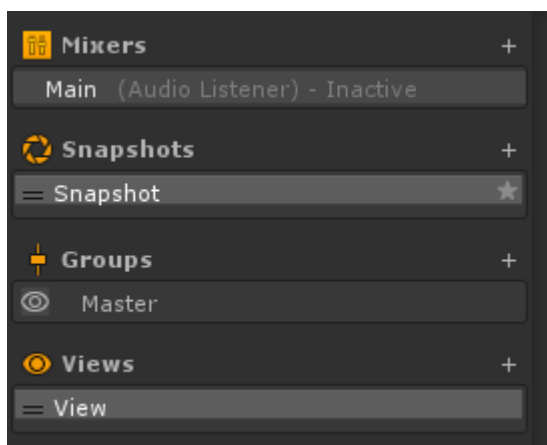 Mixers +
Main (Audio Listener) - Inactive
Snapshots +
Snapshot
Groups +
Master
Views +
View